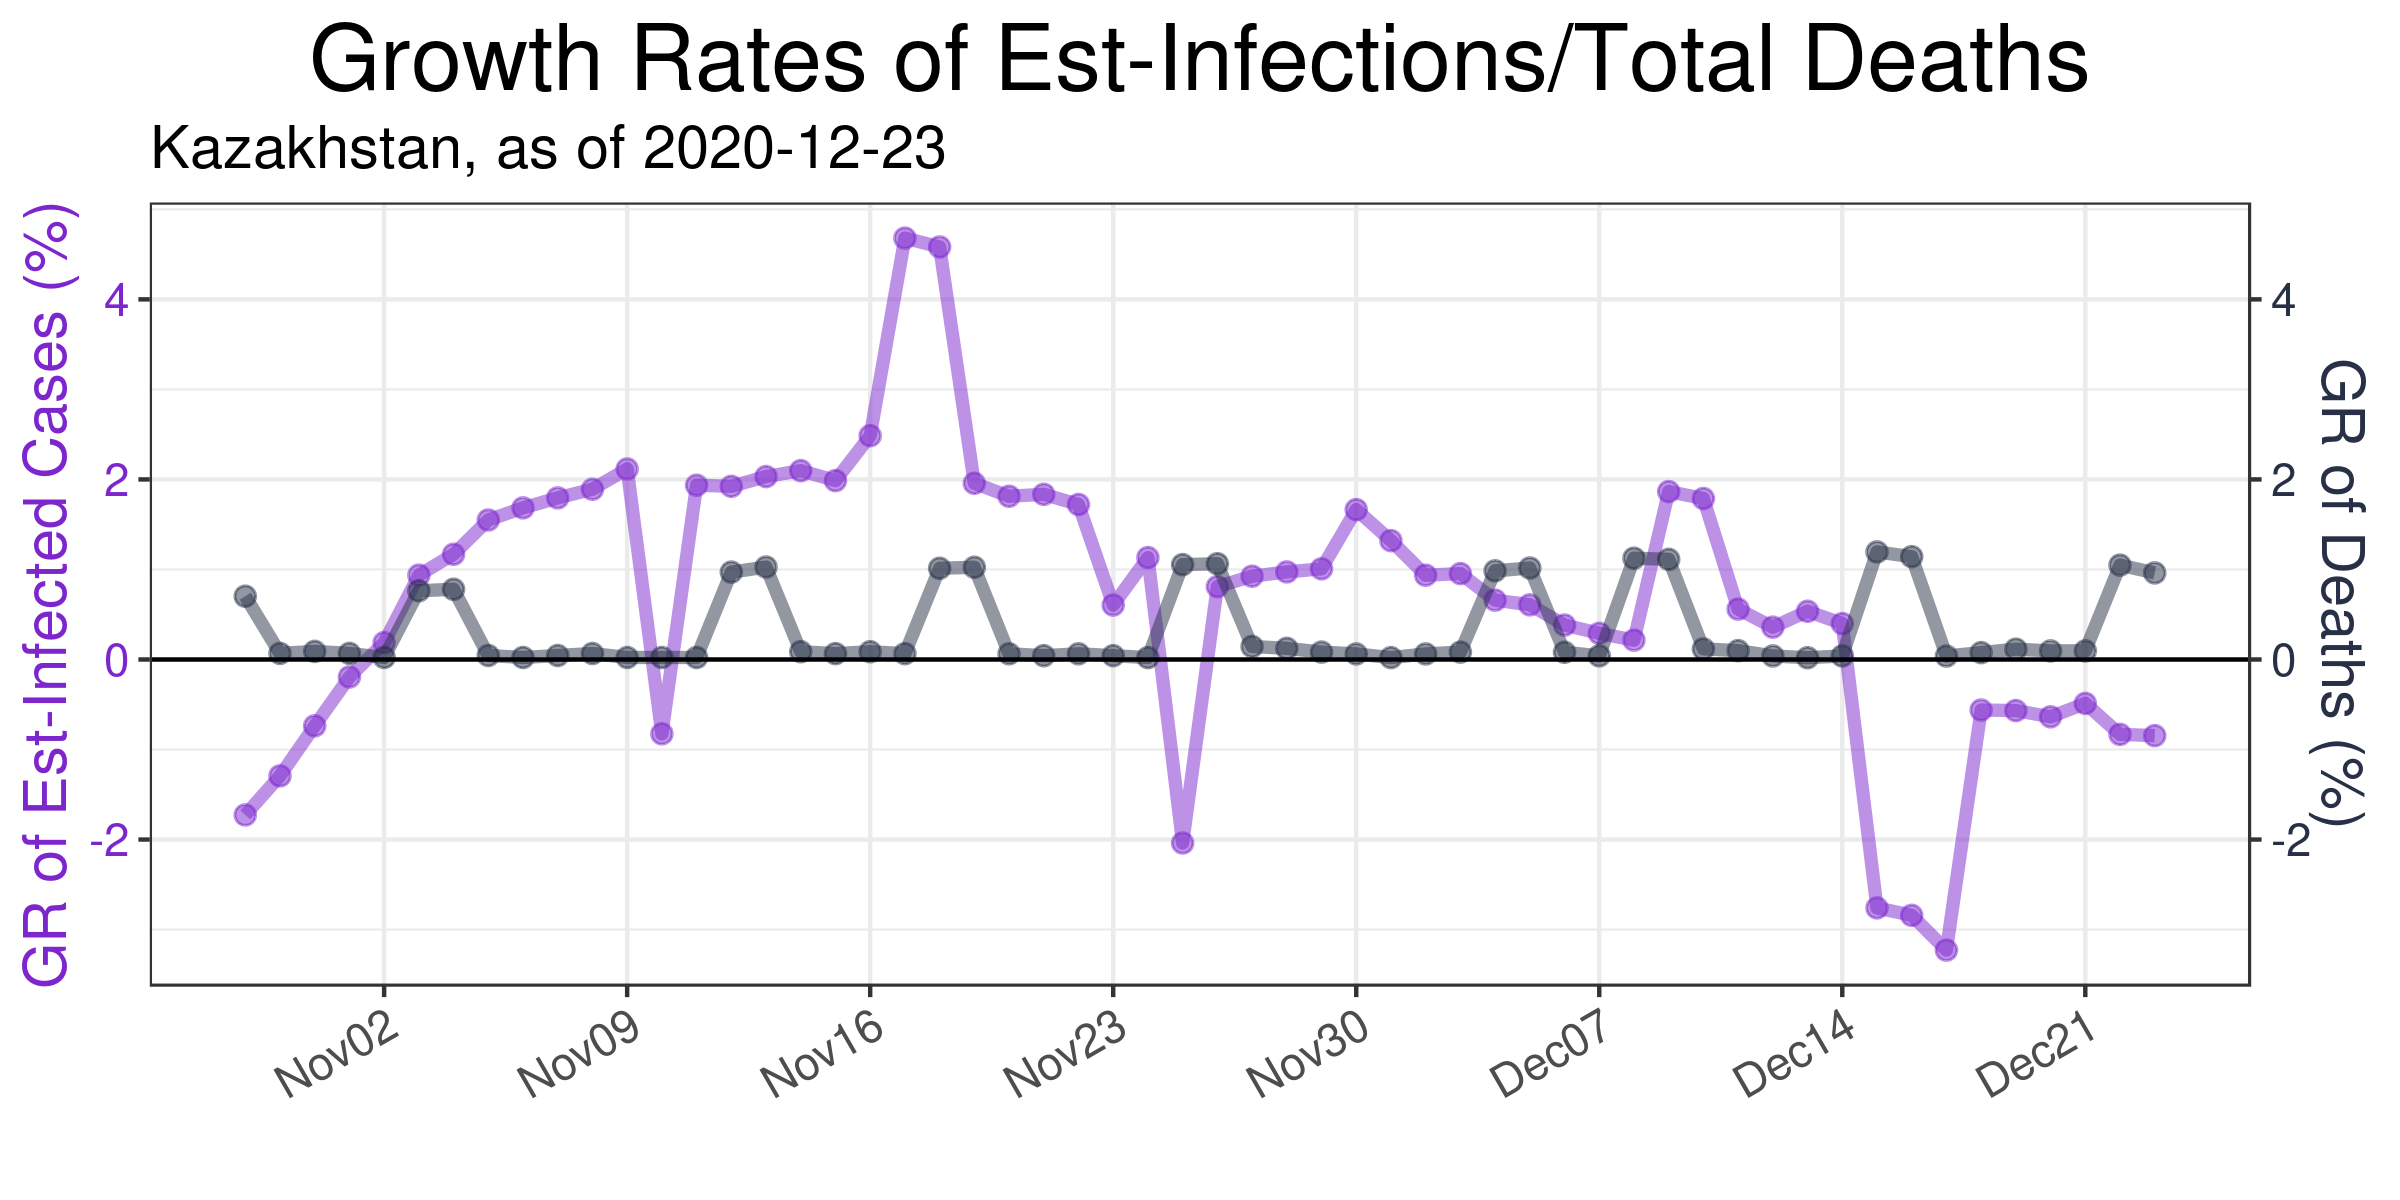 Growth Rates of Est-Infections/Total Deaths
Kazakhstan, as of 2020-12-23
GR of Est-Infected Cases (%)
4
2
0
-2
4
2
0
-2
GR of Deaths (%)
Nov02
Nov09
Nov16
Nov23
Nov30
Dec07
Dec14
Dec21